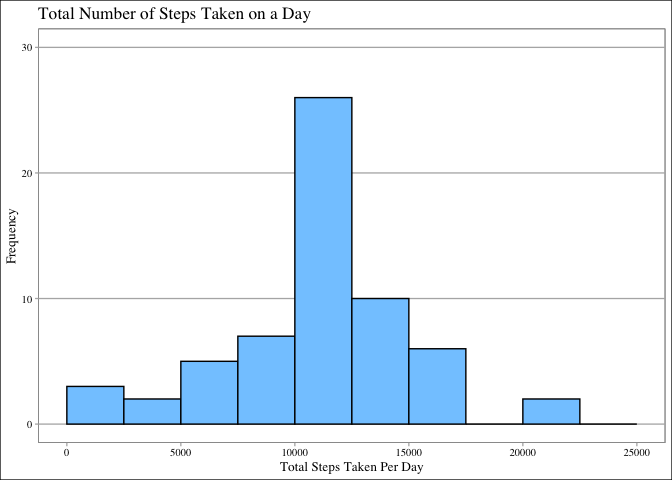 Total Number of Steps Taken on a Day
30
20
10
0
Frequency
0 5000 10000 15000 20000 25000
Total Steps Taken Per Day